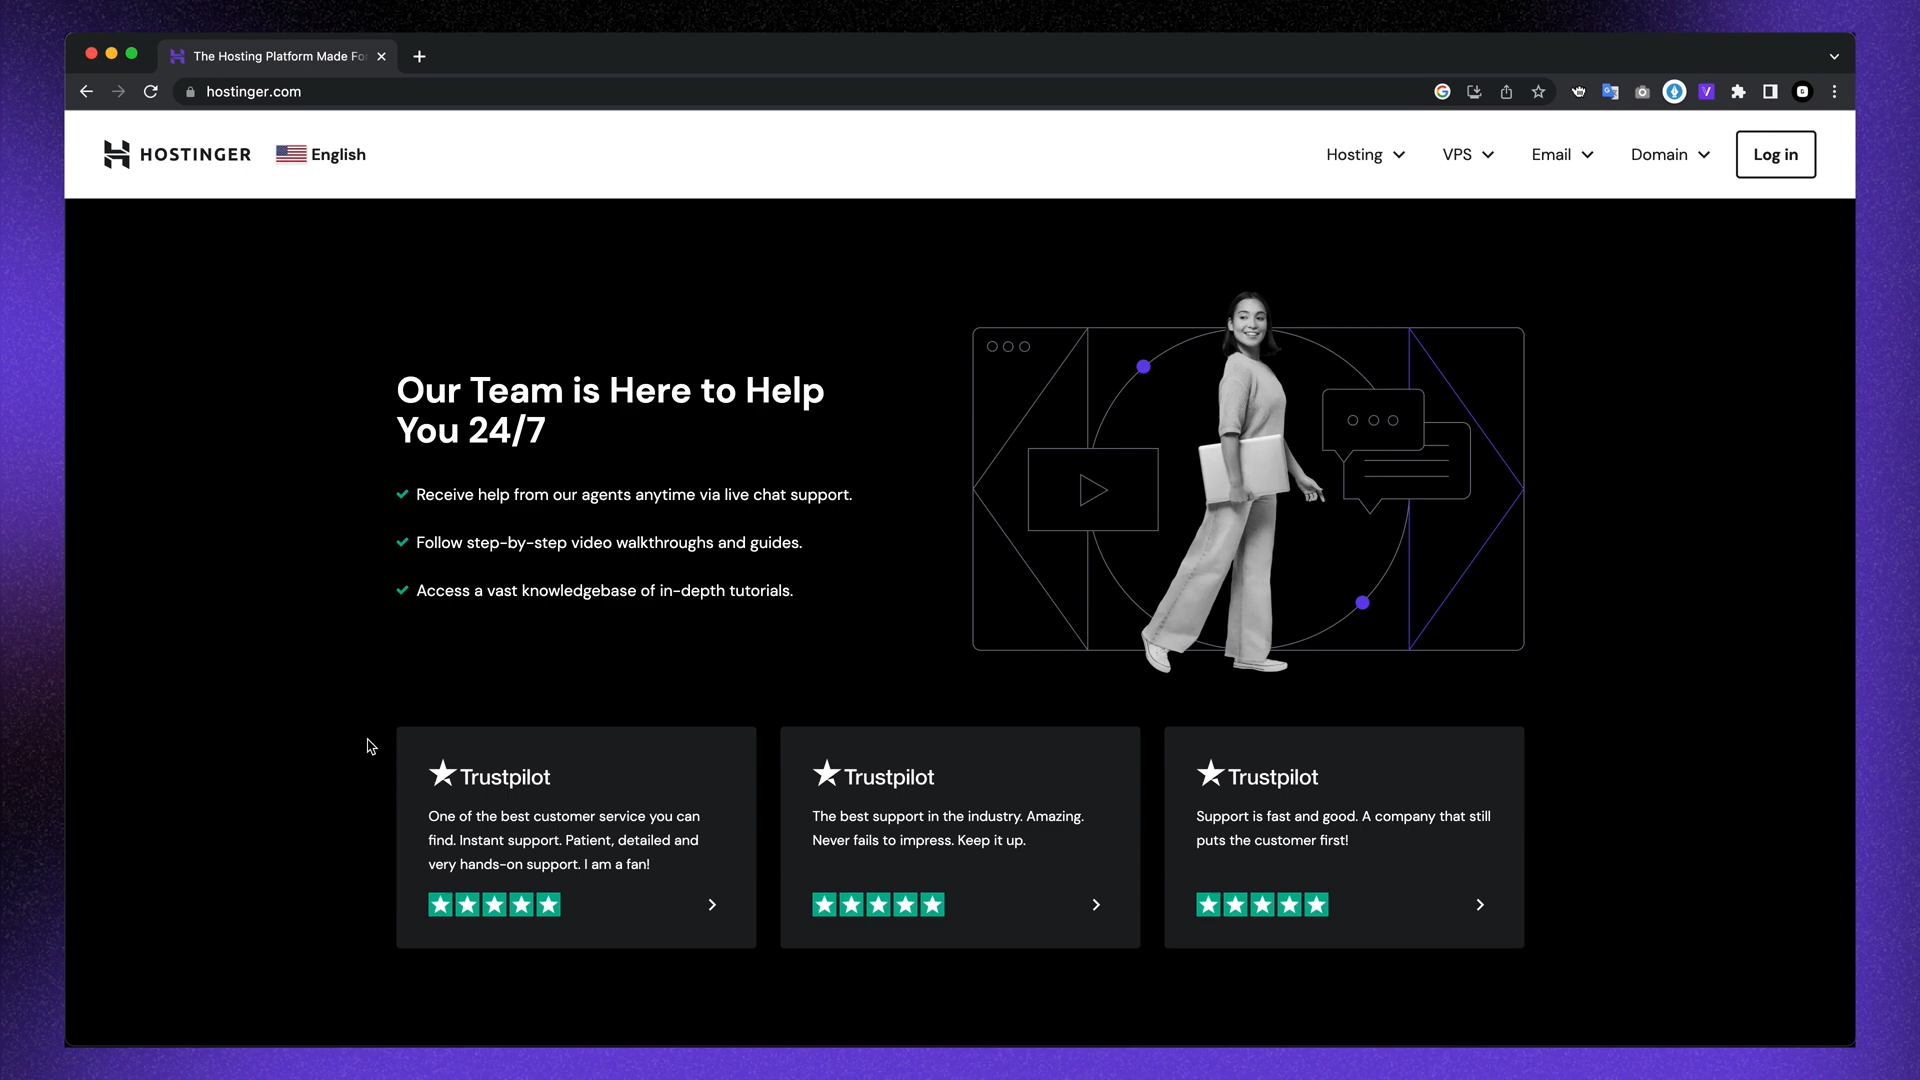 The Hosting Platform Made Fo
hostinger.com
HOSTINGER
English
Hosting
VPS
Email
Domain
Log in
Our Team is Here to Help
You 24/7
Receive help from our agents anytime via live chat support.
Follow step-by-step video walkthroughs and guides.
Access a vast knowledgebase of in-depth tutorials.
Trustpilot
One of the best customer service you can
find. Instant support. Patient, detailed and
very hands-on support. I am a fan!
Trustpilot
The best support in the industry. Amazing.
Never fails to impress. Keep it up.
Trustpilot
Support is fast and good. A company that still
puts the customer first!